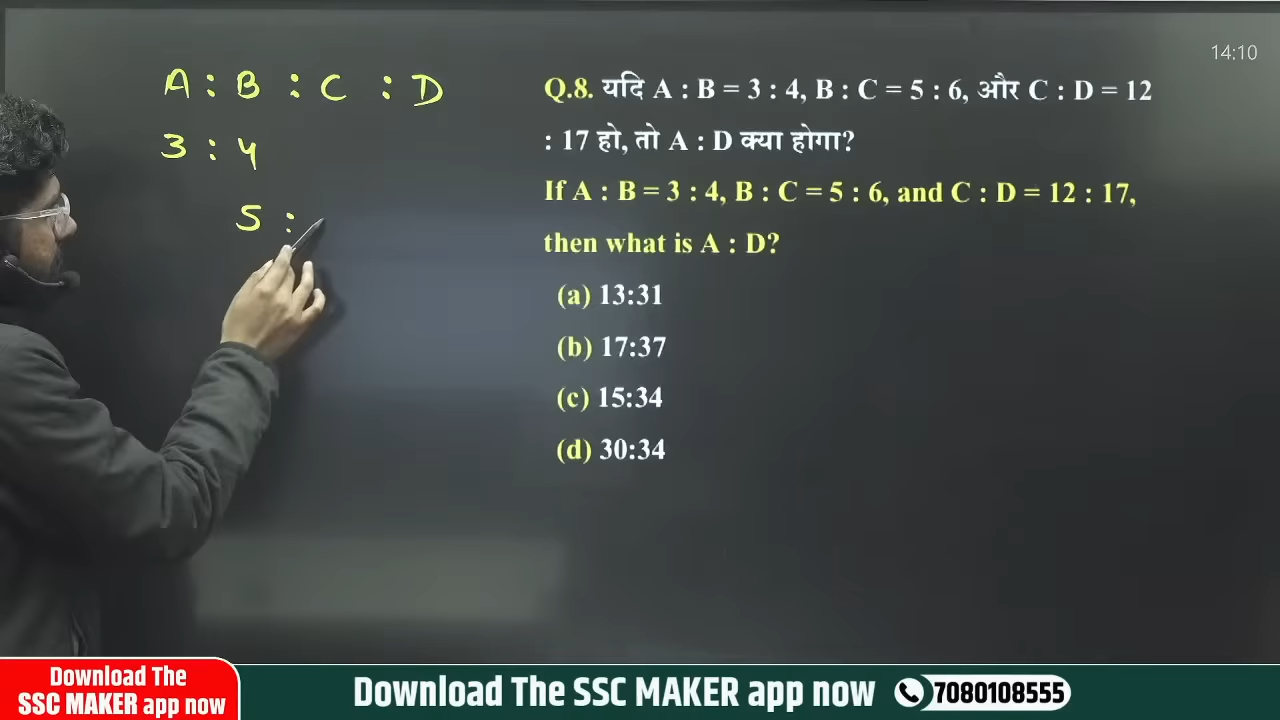 14:10
A : B : C : D
3 : 4
5 :
Q.8. यदि A : B = 3 : 4, B : C = 5 : 6, और C : D = 12
: 17 हो, तो A : D क्या होगा?
If A : B = 3 : 4, B : C = 5 : 6, and C : D = 12 : 17,
then what is A : D?
(a) 13:31
(b) 17:37
(c) 15:34
(d) 30:34
Download The
SSC MAKER app now
Download The SSC MAKER app now 7080108555